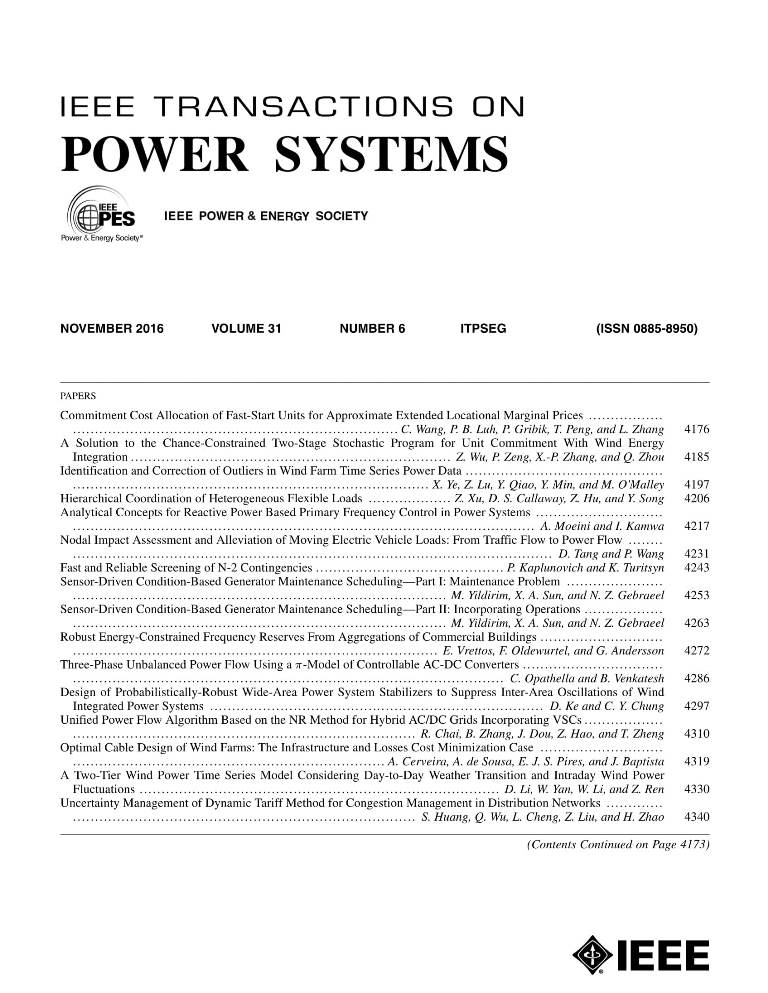 IEEE TRANSACTIONS ON
POWER SYSTEMS
IEEE
PES
Power & Energy Society®
IEEE POWER & ENERGY SOCIETY
NOVEMBER 2016 VOLUME 31 NUMBER 6 ITPSEG (ISSN 0885-8950)
PAPERS
Commitment Cost Allocation of Fast-Start Units for Approximate Extended Locational Marginal Prices .................
.......................................................................... C. Wang, P. B. Luh, P. Gribik, T. Peng, and L. Zhang 4176
A Solution to the Chance-Constrained Two-Stage Stochastic Program for Unit Commitment With Wind Energy
Integration ........................................................................ Z. Wu, P. Zeng, X.-P. Zhang, and Q. Zhou 4185
Identification and Correction of Outliers in Wind Farm Time Series Power Data ............................................
................................................................................. X. Ye, Z. Lu, Y. Qiao, Y. Min, and M. O'Malley 4197
Hierarchical Coordination of Heterogeneous Flexible Loads .................. Z. Xu, D. S. Callaway, Z. Hu, and Y. Song 4206
Analytical Concepts for Reactive Power Based Primary Frequency Control in Power Systems ............................
......................................................................................................... A. Moeini and I. Kamwa 4217
Nodal Impact Assessment and Alleviation of Moving Electric Vehicle Loads: From Traffic Flow to Power Flow ........
............................................................................................................. D. Tang and P. Wang 4231
Fast and Reliable Screening of N-2 Contingencies .......................................... P. Kaplunovich and K. Turitsyn 4243
Sensor-Driven Condition-Based Generator Maintenance Scheduling—Part I: Maintenance Problem ......................
..................................................................................... M. Yildirim, X. A. Sun, and N. Z. Gebraeel 4253
Sensor-Driven Condition-Based Generator Maintenance Scheduling—Part II: Incorporating Operations ..................
..................................................................................... M. Yildirim, X. A. Sun, and N. Z. Gebraeel 4263
Robust Energy-Constrained Frequency Reserves From Aggregations of Commercial Buildings ...........................
................................................................................... E. Vrettos, F. Oldewurtel, and G. Andersson 4272
Three-Phase Unbalanced Power Flow Using a π-Model of Controllable AC-DC Converters ...............................
.................................................................................................. C. Opathella and B. Venkatesh 4286
Design of Probabilistically-Robust Wide-Area Power System Stabilizers to Suppress Inter-Area Oscillations of Wind
Integrated Power Systems ........................................................................... D. Ke and C. Y. Chung 4297
Unified Power Flow Algorithm Based on the NR Method for Hybrid AC/DC Grids Incorporating VSCs ..................
............................................................................... R. Chai, B. Zhang, J. Dou, Z. Hao, and T. Zheng 4310
Optimal Cable Design of Wind Farms: The Infrastructure and Losses Cost Minimization Case ...........................
....................................................................... A. Cerveira, A. de Sousa, E. J. S. Pires, and J. Baptista 4319
A Two-Tier Wind Power Time Series Model Considering Day-to-Day Weather Transition and Intraday Wind Power
Fluctuations .................................................................................. D. Li, W. Yan, W. Li, and Z. Ren 4330
Uncertainty Management of Dynamic Tariff Method for Congestion Management in Distribution Networks .............
............................................................................... S. Huang, Q. Wu, L. Cheng, Z. Liu, and H. Zhao 4340
(Contents Continued on Page 4173)
IEEE